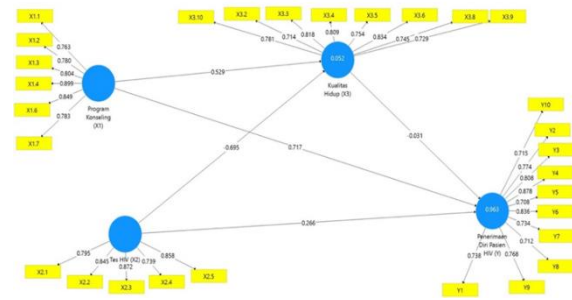 X1.1
X1.2
X1.3
X1.4
X1.6
X1.7
0.763
0.780
0.804
0.899
0.849
0.783
Program
Konseling
(X1)
X3.10
X3.2
X3.3
X3.4
X3.5
X3.6
X3.8
X3.9
0.781
0.714
0.818
0.809
0.754
0.834
0.745
0.729
0.052
Kualitas
Hidup (X3)
0.529
-0.695
0.717
-0.031
0.266
Tes HIV (X2)
0.795
0.845
0.872
0.739
0.858
X2.1
X2.2
X2.3
X2.4
X2.5
0.963
Penerimaan
Diri Pasien
HIV (Y)
Y10
Y2
Y3
Y4
Y5
Y6
Y7
Y8
Y9
Y1
0.715
0.774
0.808
0.878
0.708
0.836
0.734
0.712
0.768
0.738